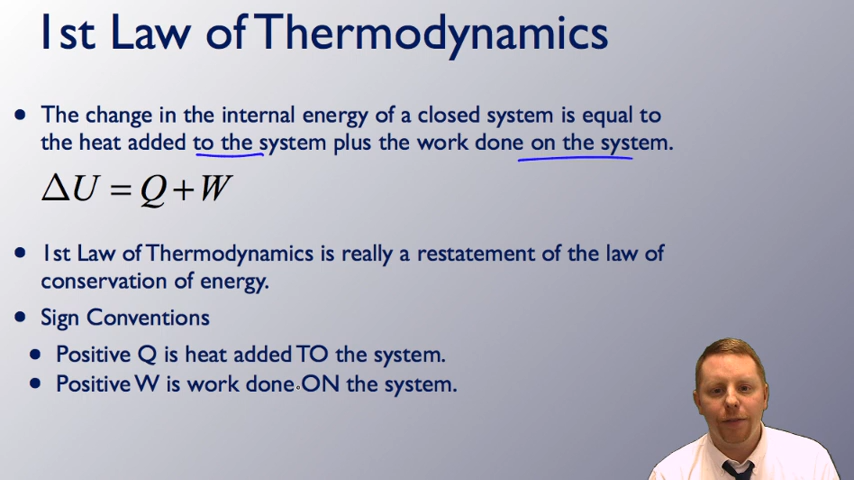 1st Law of Thermodynamics
• The change in the internal energy of a closed system is equal to
the heat added to the system plus the work done on the system.
ΔU = Q + W
• 1st Law of Thermodynamics is really a restatement of the law of
conservation of energy.
• Sign Conventions
• Positive Q is heat added TO the system.
• Positive W is work done ON the system.